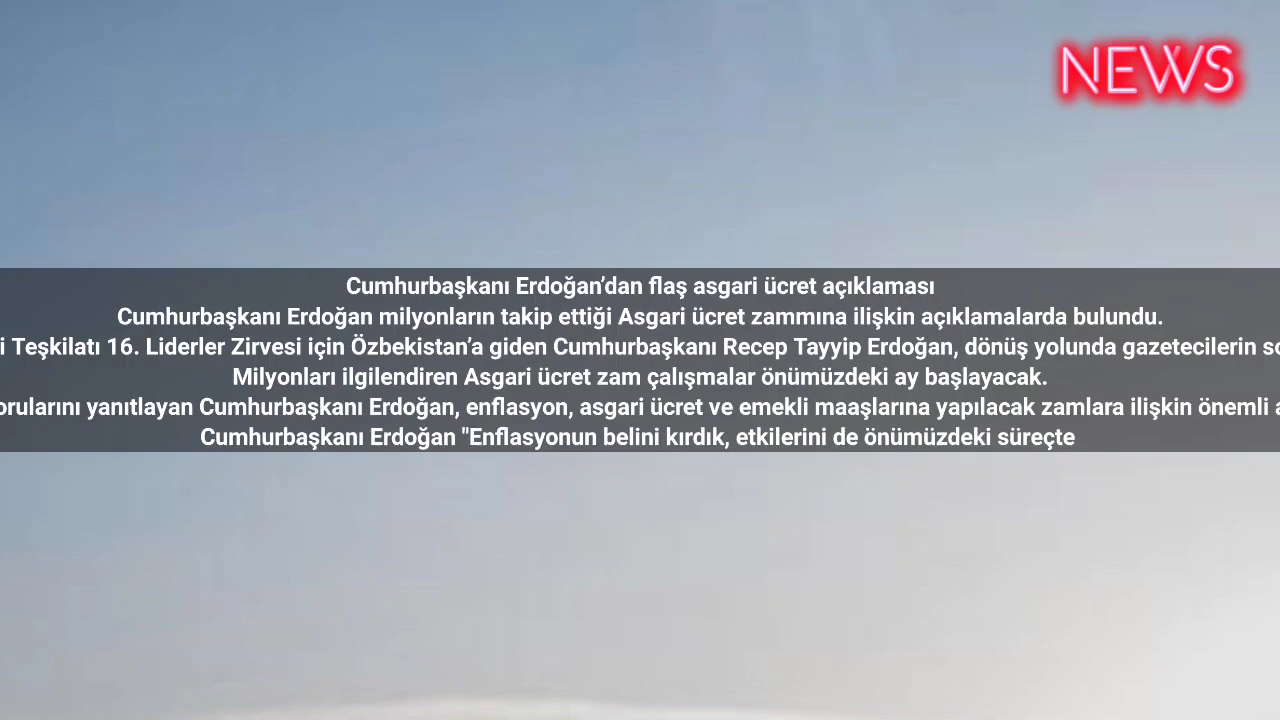 NEWS
Cumhurbaşkanı Erdoğan’dan flaş asgari ücret açıklaması
Cumhurbaşkanı Erdoğan milyonların takip ettiği Asgari ücret zammına ilişkin açıklamalarda bulundu.
i Teşkilatı 16. Liderler Zirvesi için Özbekistan’a giden Cumhurbaşkanı Recep Tayyip Erdoğan, dönüş yolunda gazetecilerin so
Milyonları ilgilendiren Asgari ücret zam çalışmalar önümüzdeki ay başlayacak.
orularını yanıtlayan Cumhurbaşkanı Erdoğan, enflasyon, asgari ücret ve emekli maaşlarına yapılacak zamlara ilişkin önemli a
Cumhurbaşkanı Erdoğan "Enflasyonun belini kırdık, etkilerini de önümüzdeki süreçte